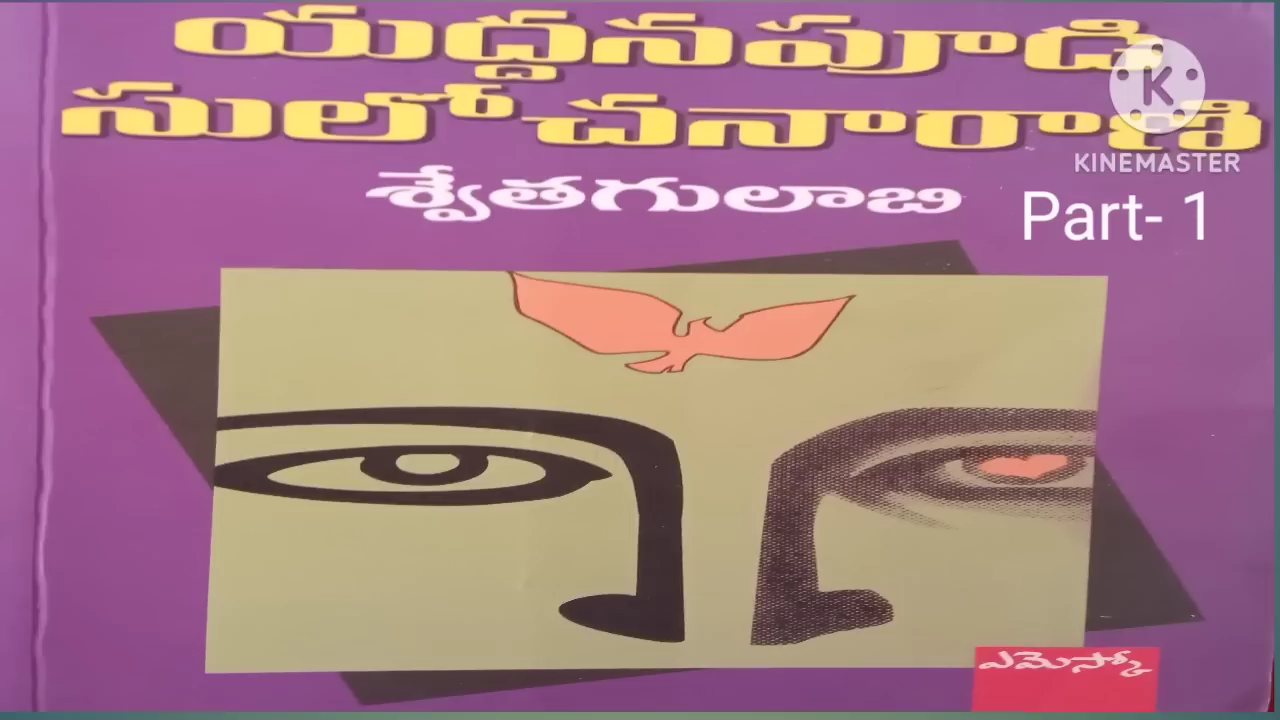 యద్దనపూడి
సులోచనారాణి
KINEMASTER
శ్వేతగులాబి
Part- 1
ఎమెస్కో